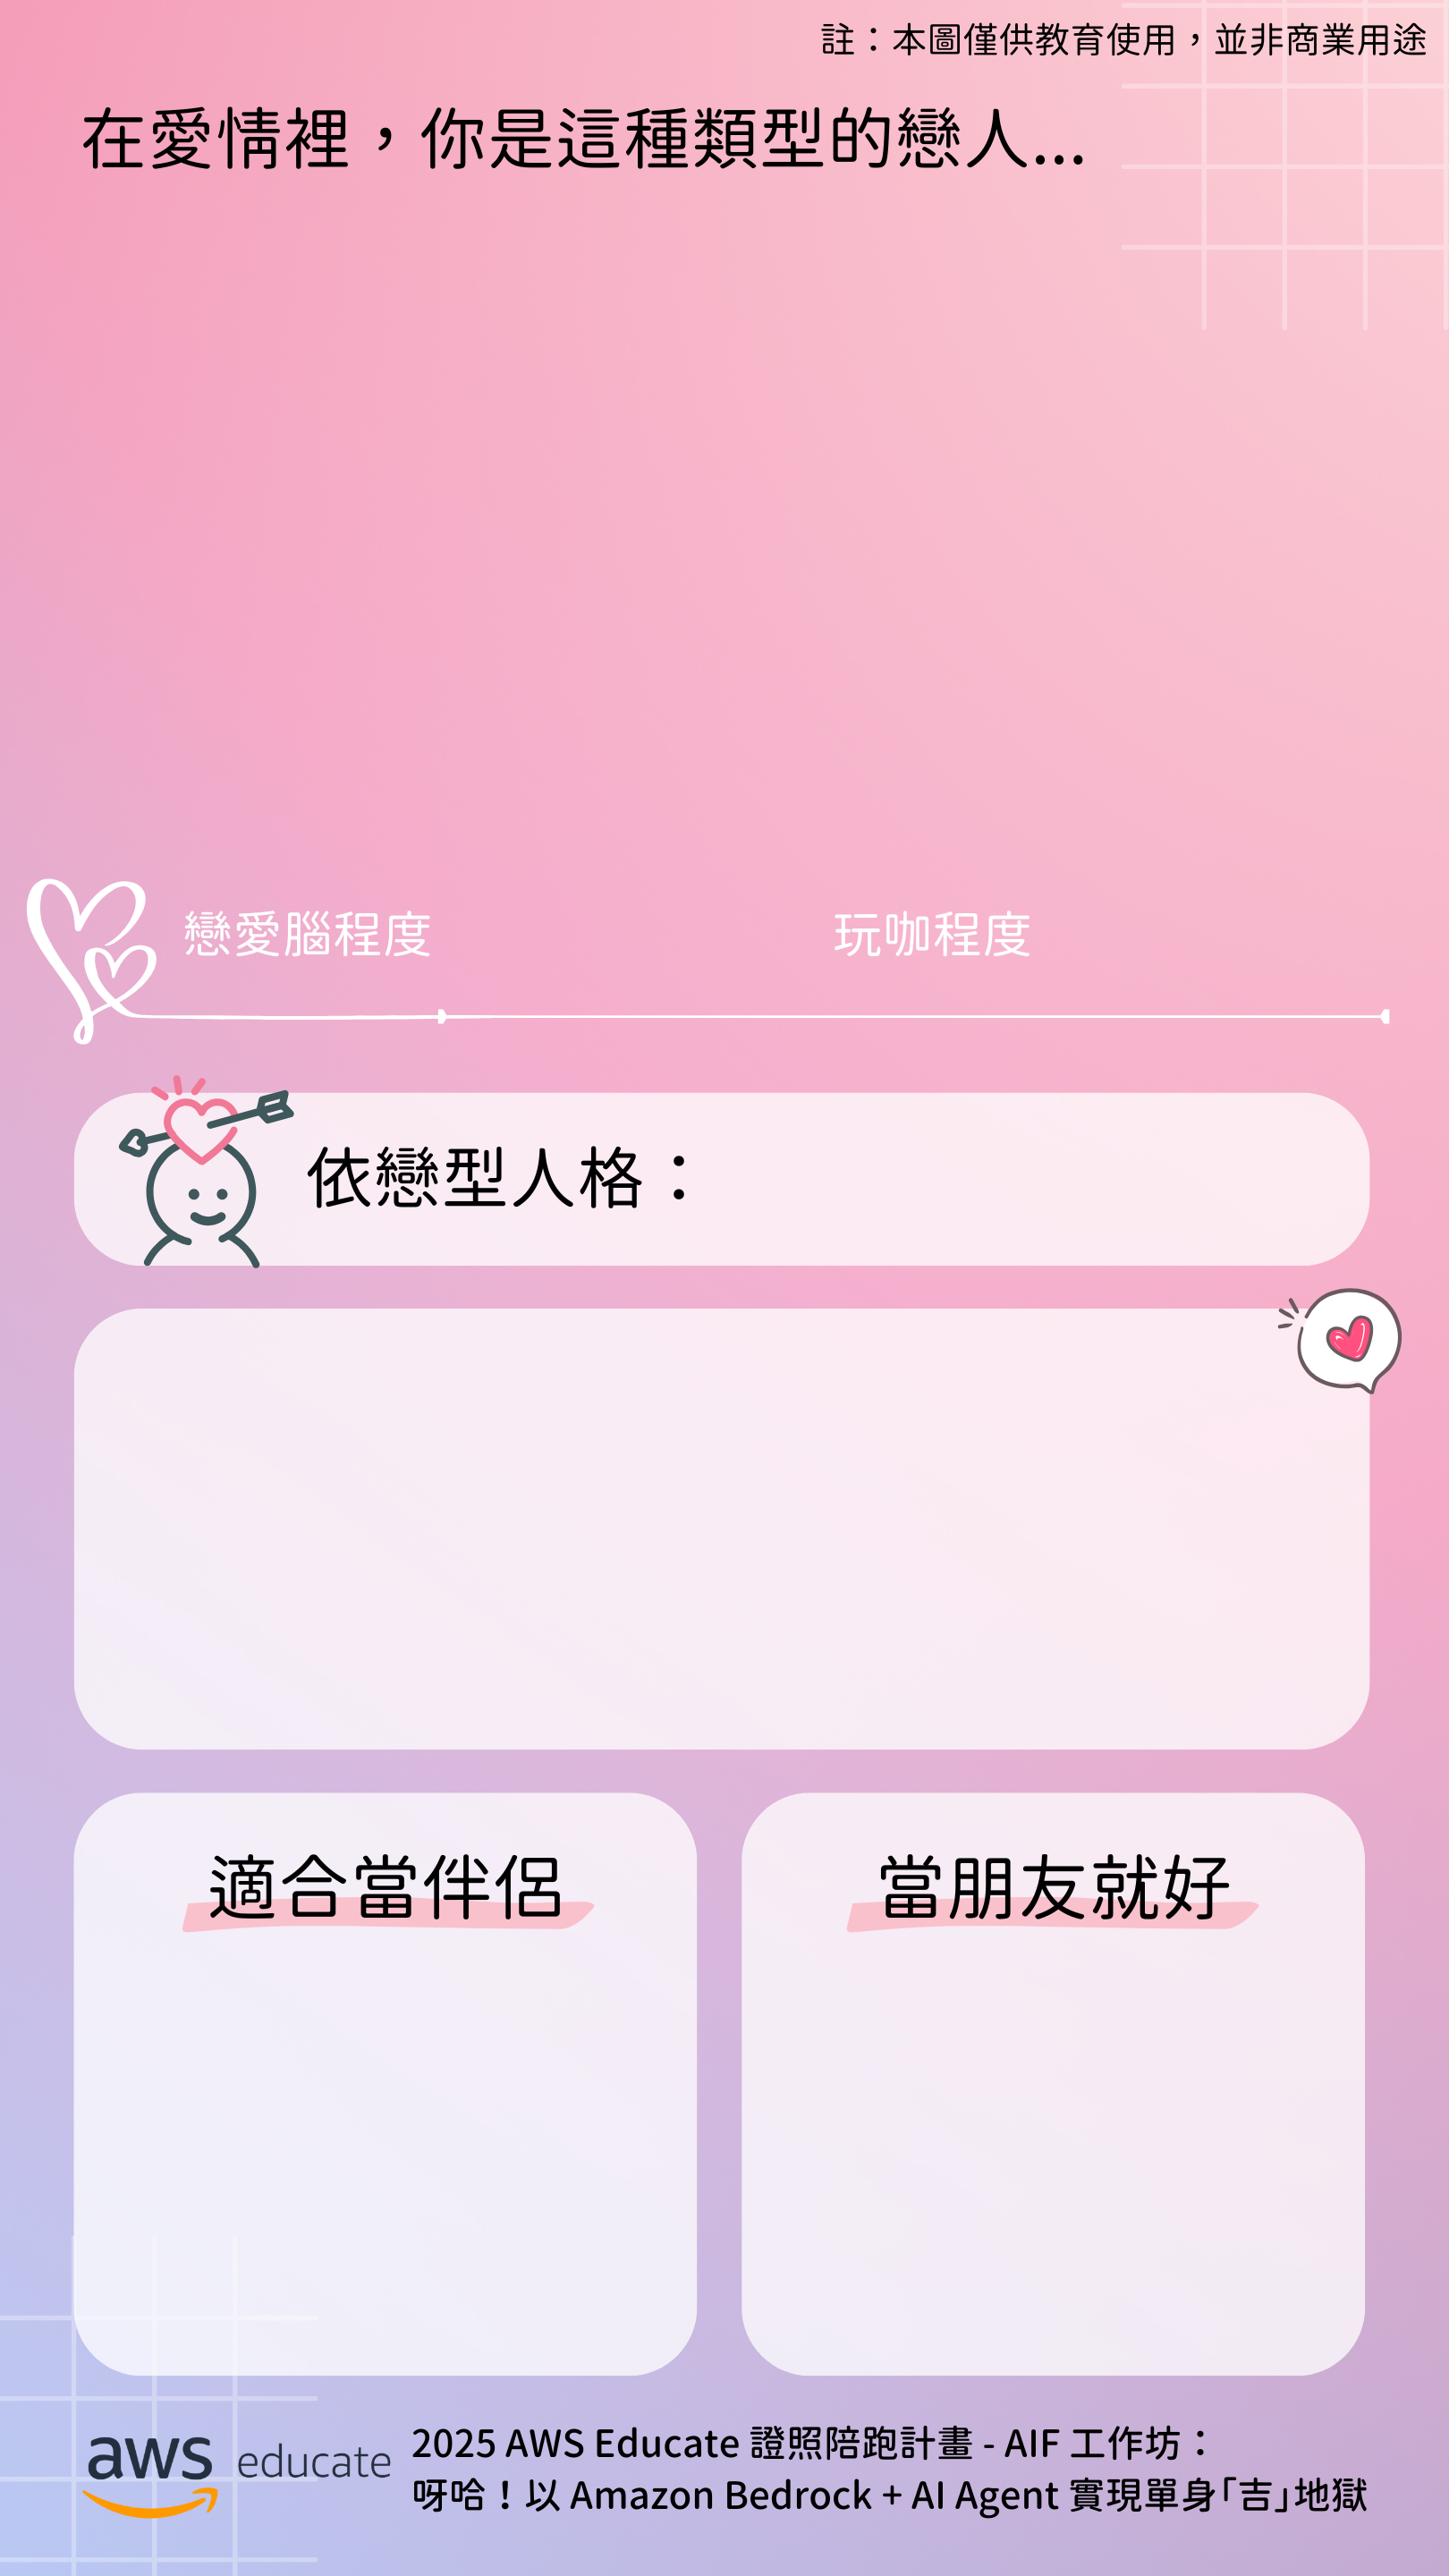 註：本圖僅供教育使用，並非商業用途
在愛情裡，你是這種類型的戀人...
戀愛腦程度
玩咖程度
依戀型人格：
適合當伴侶
當朋友就好
aws educate
2025 AWS Educate 證照陪跑計畫 - AIF 工作坊：
呀哈！以 Amazon Bedrock + AI Agent 實現單身「吉」地獄